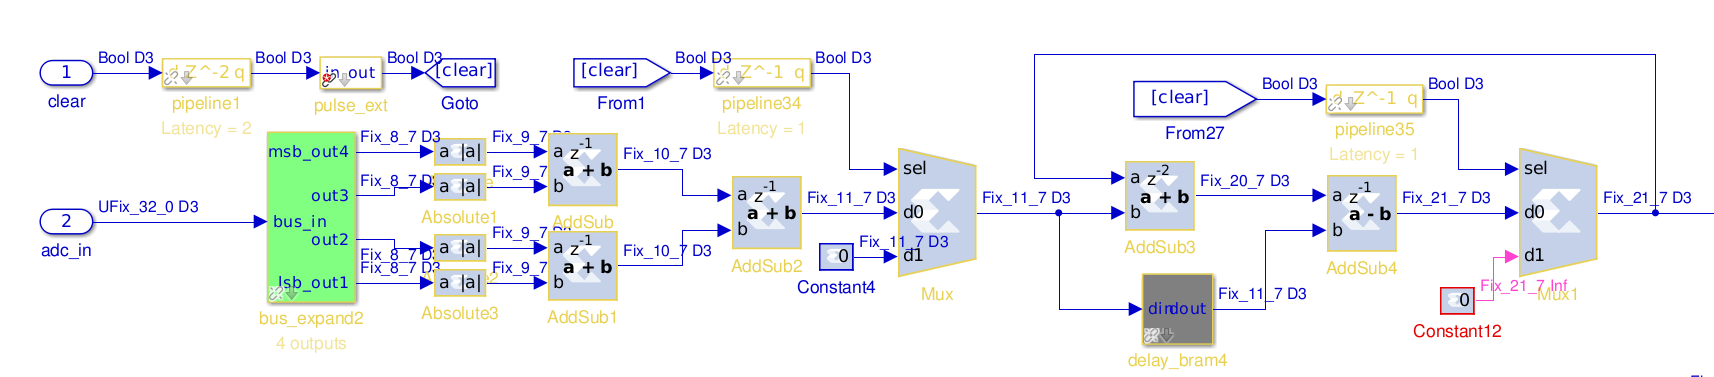 Bool D3
Bool D3
Bool D3
1
d Z^-2 q
in out
[clear]
clear
pipeline1
pulse_ext
Goto
Latency = 2
Bool D3
Bool D3
[clear]
d Z^-1 q
From1
pipeline34
Latency = 1
Bool D3
Bool D3
[clear]
d Z^-1 q
From27
pipeline35
Latency = 1
UFix_32_0 D3
2
adc_in
msb_out4
out3
bus_in
out2
lsb_out1
bus_expand2
4 outputs
Fix_8_7 D3
Fix_8_7 D3
Fix_8_7 D3
Fix_8_7 D3
a |a|
a |a|
Absolute1
a |a|
a |a|
Absolute3
Fix_9_7 D3
Fix_9_7
Fix_9_7 D3
Fix_9_7
a
z-1
a + b
b
AddSub
a
z-1
a + b
b
AddSub1
Fix_10_7 D3
Fix_10_7 D3
a
z-1
a + b
b
AddSub2
Fix_11_7 D3
0
Constant4
Fix_11_7 D3
sel
d0
d1
Mux
Fix_11_7 D3
a
z-2
a + b
b
AddSub3
Fix_20_7 D3
din
dout
delay_bram4
Fix_11_7 D3
a
z-1
a - b
b
AddSub4
Fix_21_7 D3
0
Constant12
Fix_21_7 Inf
sel
d0
d1
Mux1
Fix_21_7 D3